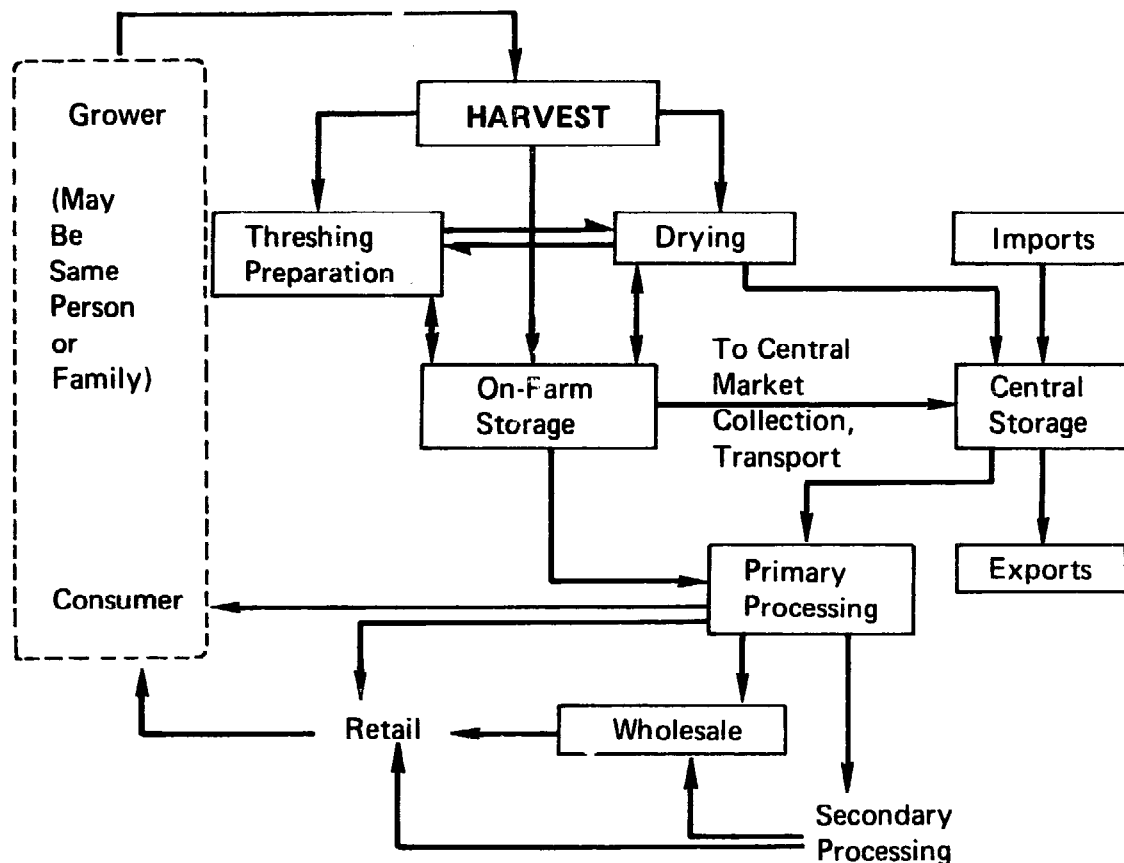 Grower
(May
Be
Same
Person
or
Family)
Consumer
HARVEST
Threshing
Preparation
Drying
Imports
On-Farm
Storage
To Central
Market
Collection,
Transport
Central
Storage
Primary
Processing
Exports
Retail
Wholesale
Secondary
Processing